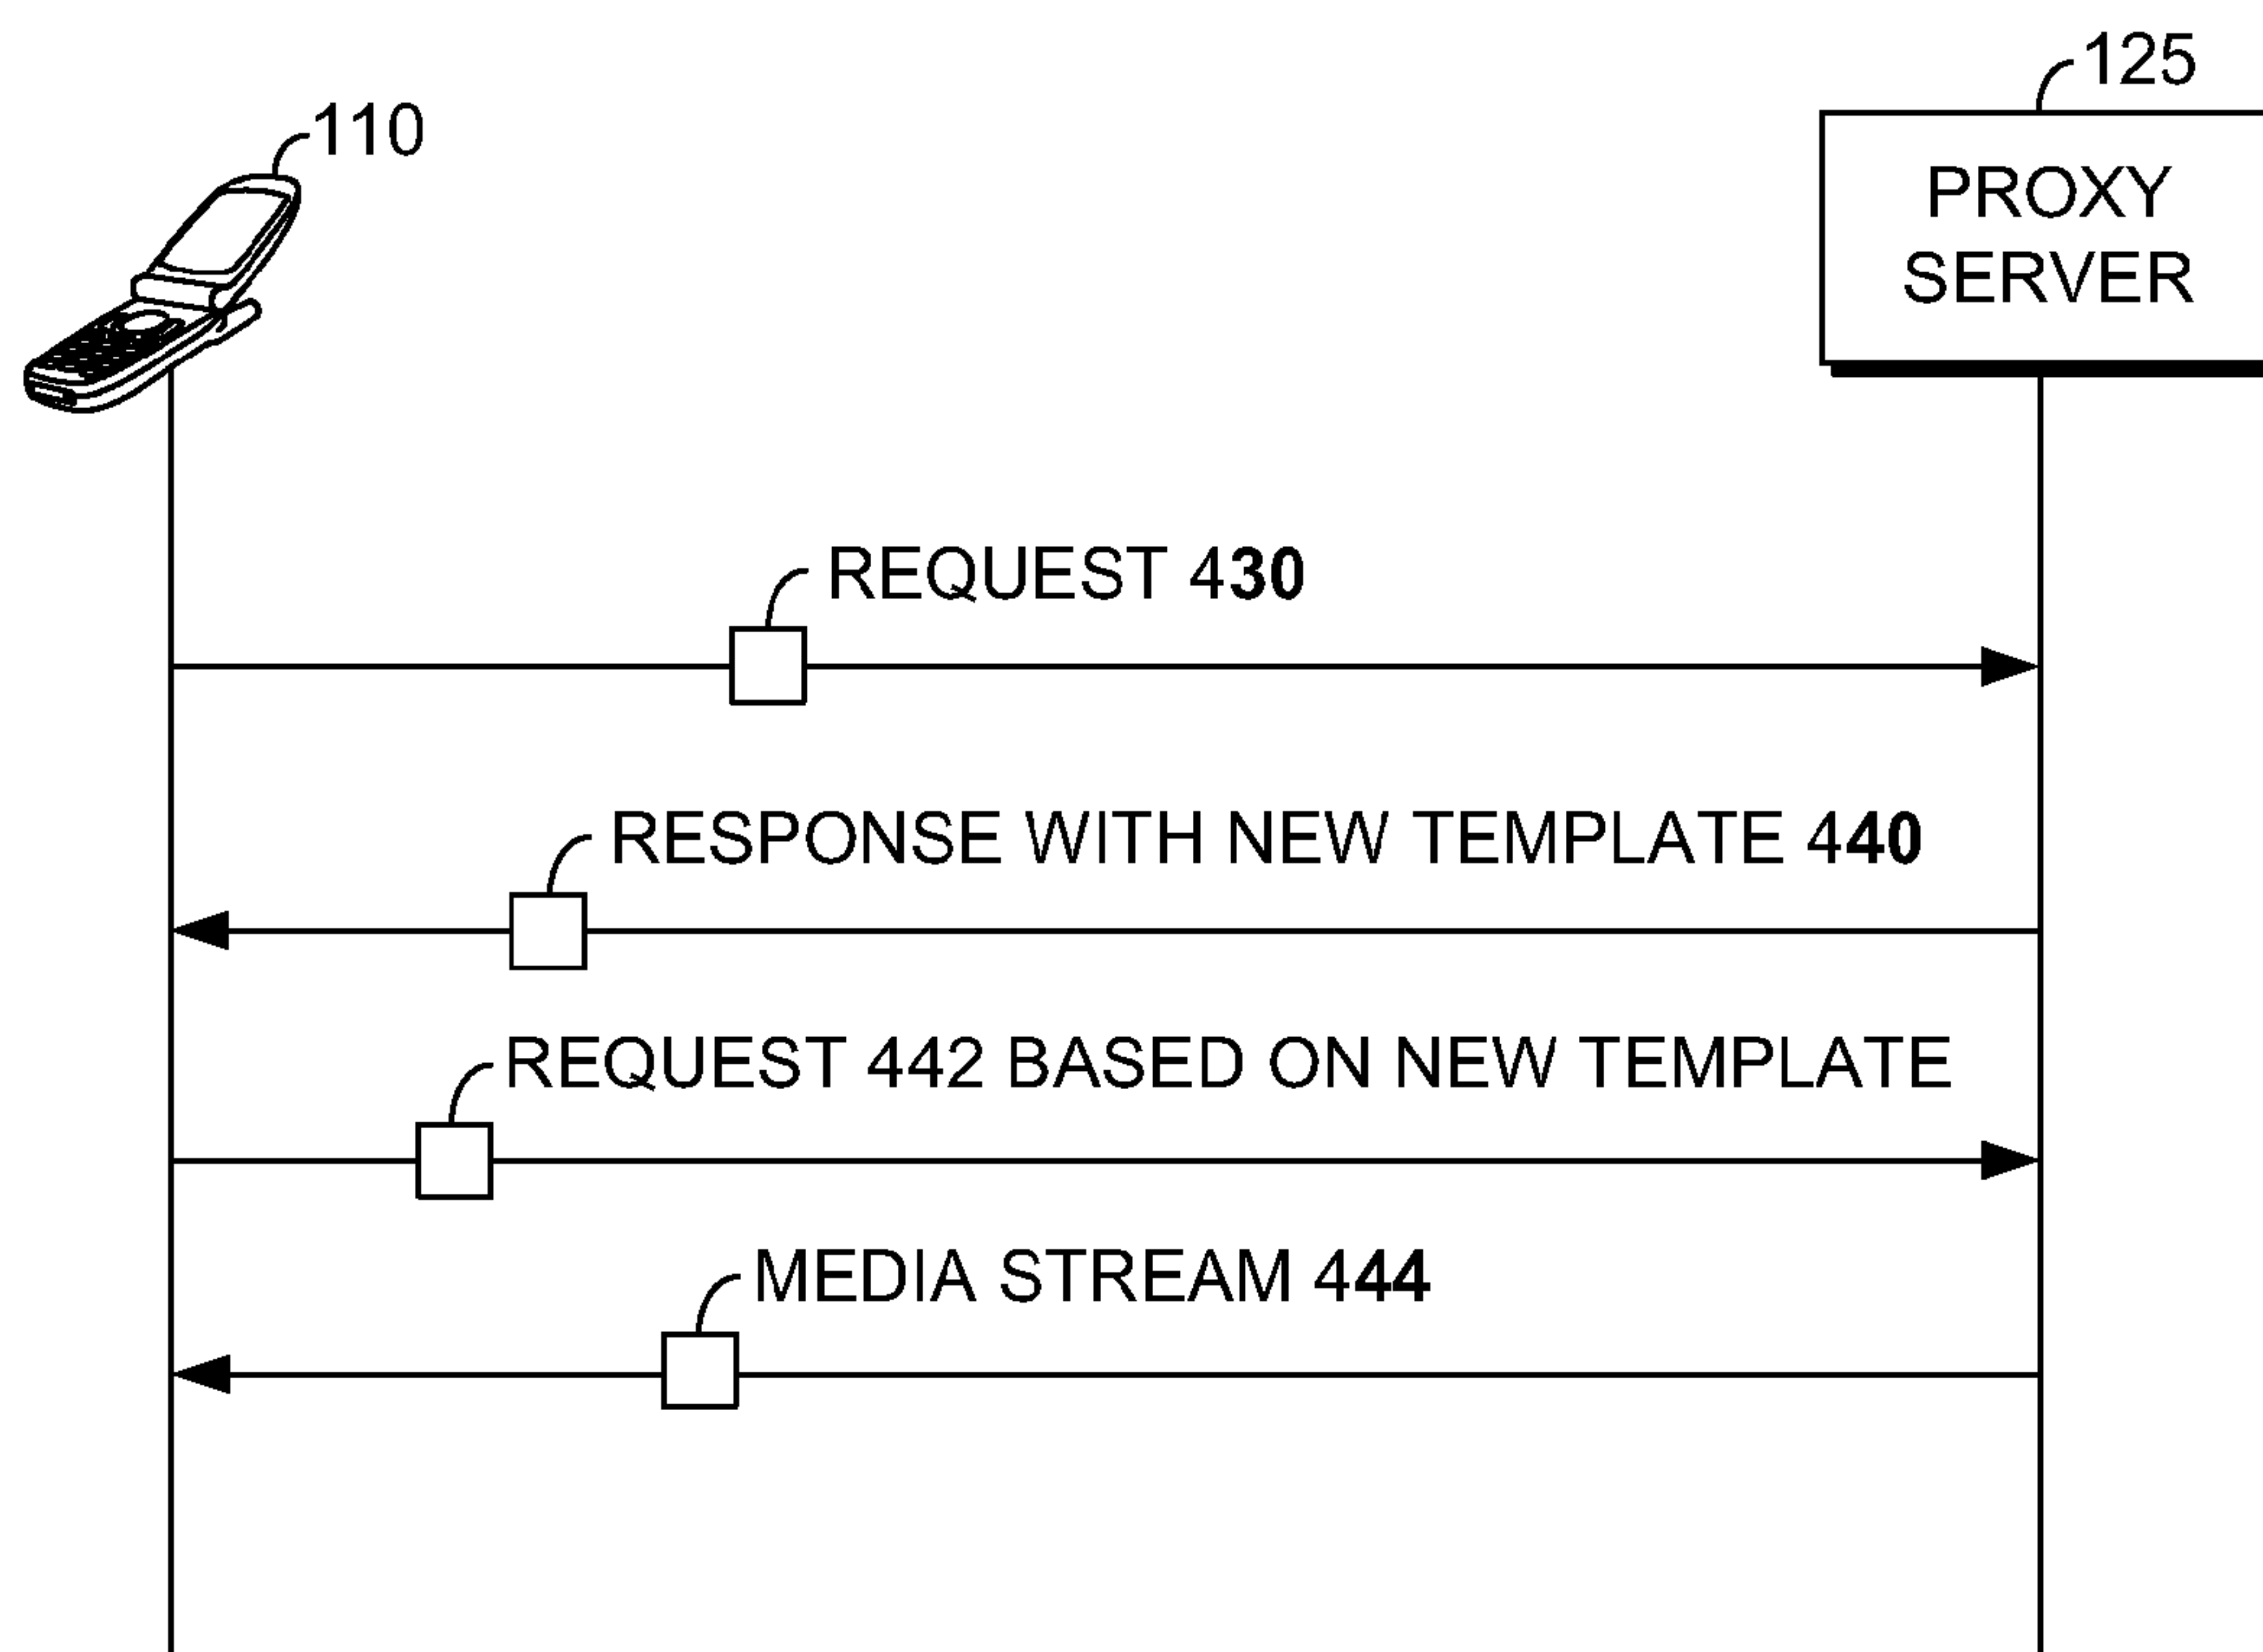 125
110
PROXY
SERVER
REQUEST 430
RESPONSE WITH NEW TEMPLATE 440
REQUEST 442 BASED ON NEW TEMPLATE
MEDIA STREAM 444